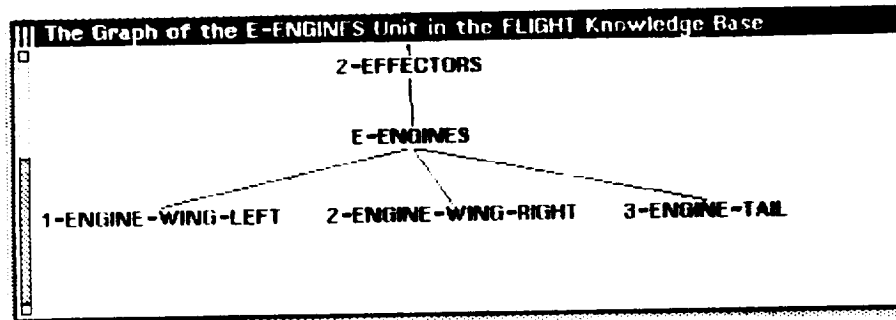 The Graph of the E-ENGINES Unit in the FLIGHT Knowledge Base
2-EFFECTORS
E-ENGINES
1-ENGINE-WING-LEFT 2-ENGINE-WING-RIGHT 3-ENGINE-TAIL